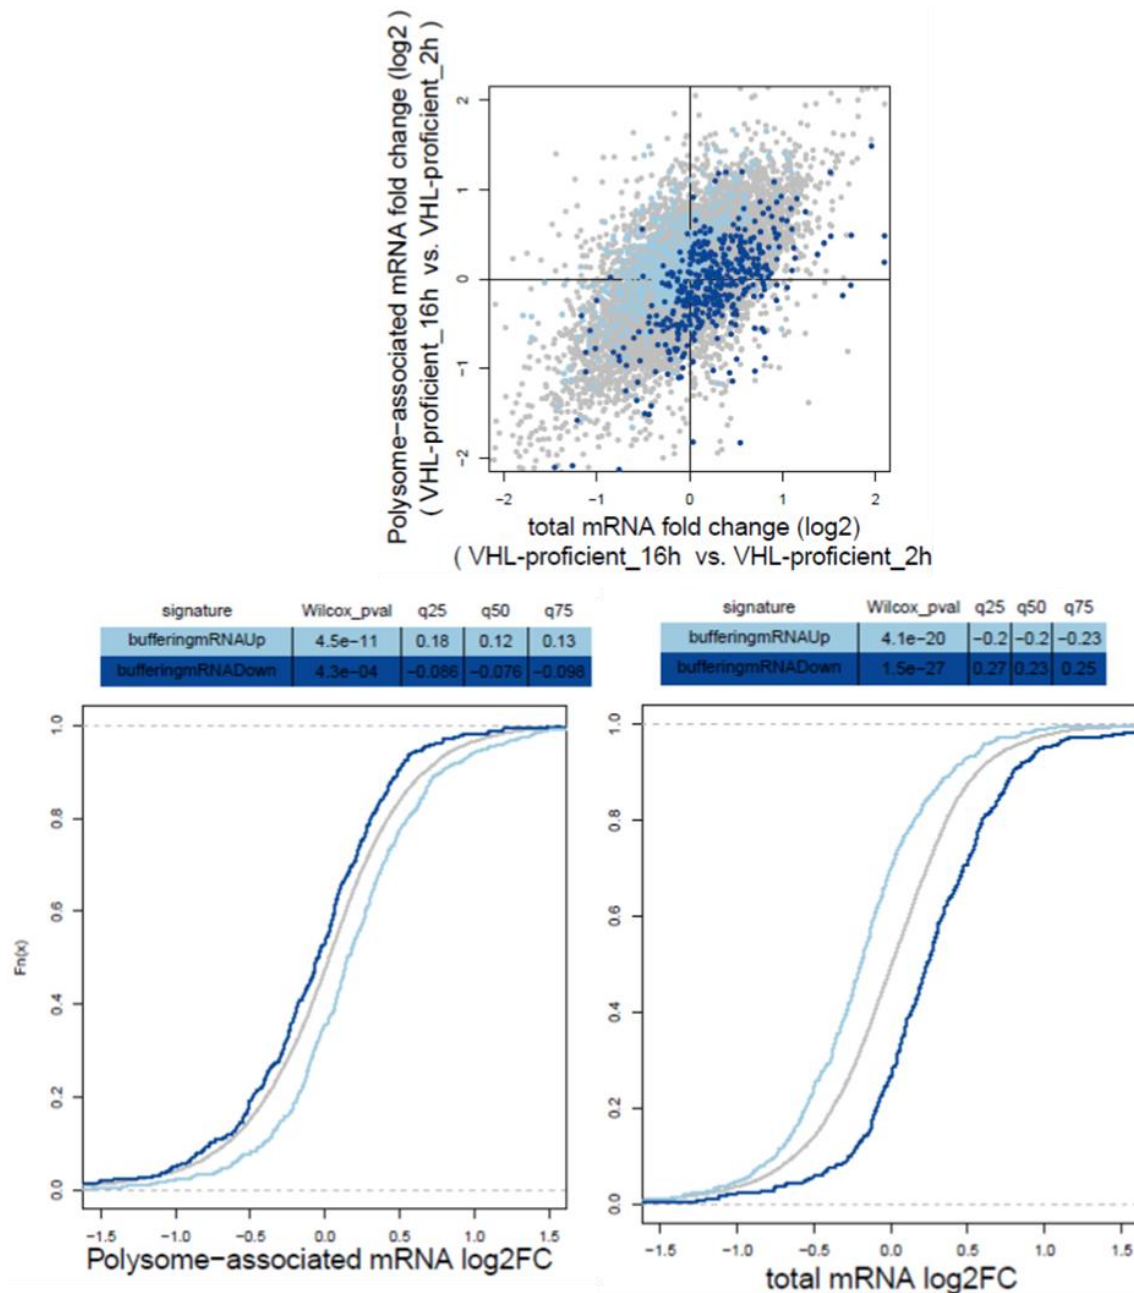 Polysome−associated mRNA fold change (log2 )
( VHL-proficient_16h vs. VHL-proficient_2h )
2
1
0
−1
−2
−2 −1 0 1 2
total mRNA fold change (log2)
( VHL-proficient_16h vs. VHL-proficient_2h
signature Wilcox_pval q25 q50 q75
bufferingmRNAUp 4.5e−11 0.18 0.12 0.13
bufferingmRNADown 4.3e−04 −0.086 −0.076 −0.098
signature Wilcox_pval q25 q50 q75
bufferingmRNAUp 4.1e−20 −0.2 −0.2 −0.23
bufferingmRNADown 1.5e−27 0.27 0.23 0.25
Fn(x)
1.0
0.8
0.6
0.4
0.2
0.0
−1.5 −1.0 −0.5 0.0 0.5 1.0 1.5
Polysome−associated mRNA log2FC
1.0
0.8
0.6
0.4
0.2
0.0
−1.5 −1.0 −0.5 0.0 0.5 1.0 1.5
total mRNA log2FC